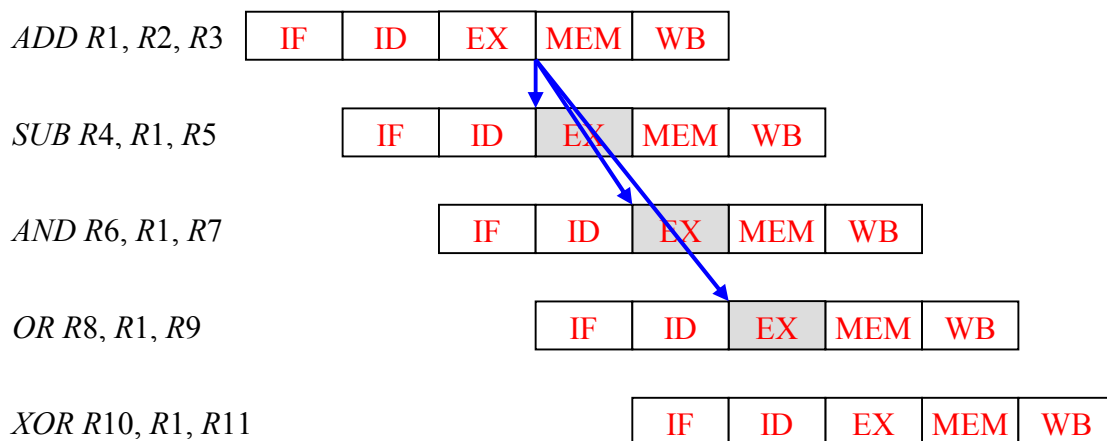 ADD R1, R2, R3 IF ID EX MEM WB
SUB R4, R1, R5 IF ID EX MEM WB
AND R6, R1, R7 IF ID EX MEM WB
OR R8, R1, R9 IF ID EX MEM WB
XOR R10, R1, R11 IF ID EX MEM WB